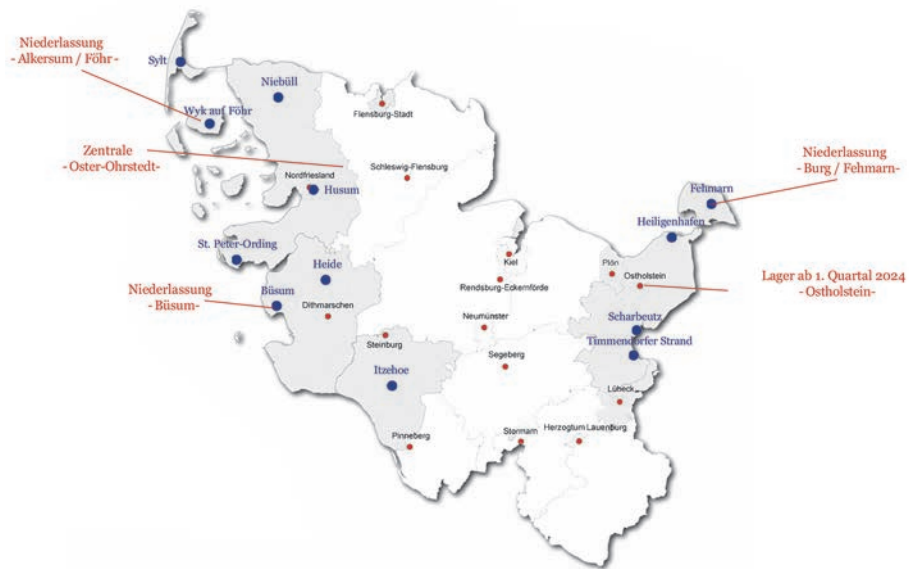 Niederlassung
- Alkersum / Föhr -
Sylt
Niebüll
Wyk auf Föhr
Flensburg-Stadt
Zentrale
-Oster-Ohrstedt-
Schleswig-Flensburg
Nordfriesland
Husum
Niederlassung
- Burg / Fehmarn-
Fehmarn
Heiligenhafen
St. Peter-Ording
Heide
Kiel
Plön
Ostholstein
Rendsburg-Eckernförde
Lager ab 1. Quartal 2024
-Ostholstein-
Niederlassung
-Büsum-
Büsum
Dithmarschen
Neumünster
Scharbeutz
Steinburg
Timmendorfer Strand
Segeberg
Itzehoe
Lübeck
Pinneberg
Stormarn
Herzogtum Lauenburg